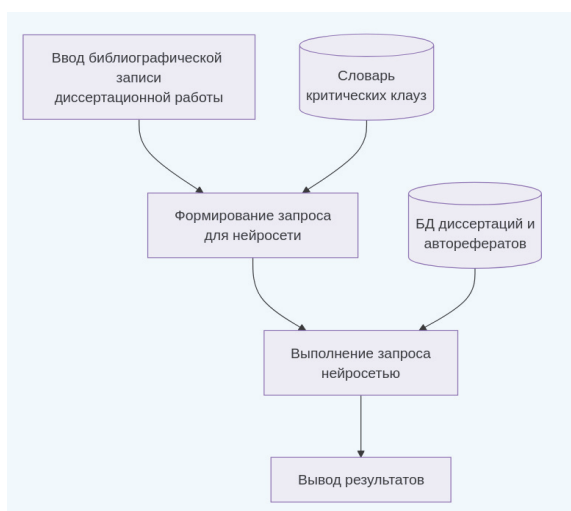 Ввод библиографической
записи
диссертационной работы
Словарь
критических клауз
Формирование запроса
для нейросети
БД диссертаций и
авторефератов
Выполнение запроса
нейросетью
Вывод результатов